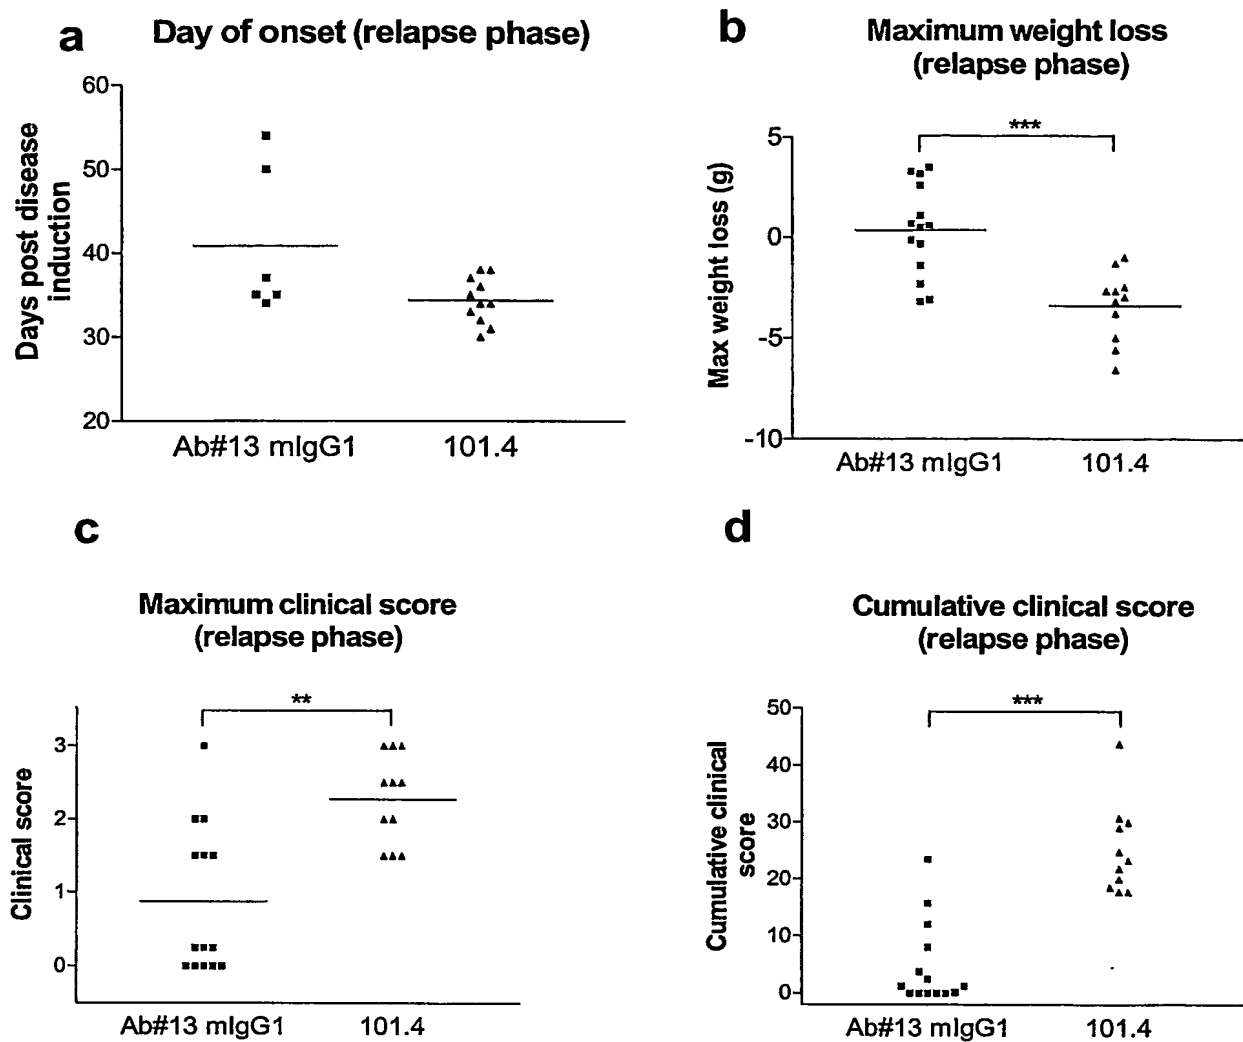 a
Day of onset (relapse phase)
60
50
40
30
20
Days post disease
induction
Ab#13 mIgG1
101.4
b
Maximum weight loss
(relapse phase)
***
5
0
-5
-10
Max weight loss (g)
Ab#13 mIgG1
101.4
c
Maximum clinical score
(relapse phase)
**
3
2
1
0
Clinical score
Ab#13 mIgG1
101.4
d
Cumulative clinical score
(relapse phase)
***
50
40
30
20
10
0
Cumulative clinical
score
Ab#13 mIgG1
101.4